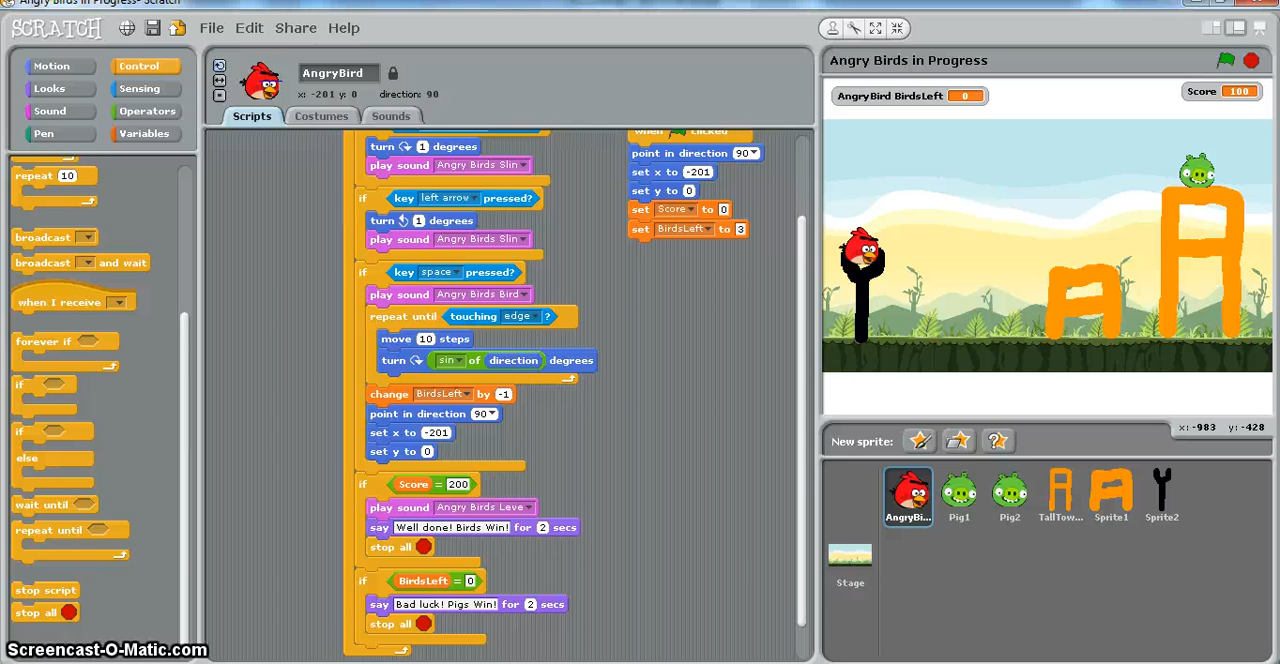 Angry Birds in Progress- Scratch
SCRATCH File Edit Share Help
Motion Control
Looks Sensing
Sound Operators
Pen Variables
repeat 10
broadcast
broadcast and wait
when I receive
forever if
if
if
else
wait until
repeat until
stop script
stop all
AngryBird
x: -201 y: 0 direction: 90
Scripts Costumes Sounds
turn 1 degrees
play sound Angry Birds Slin
if key left arrow pressed?
turn 1 degrees
play sound Angry Birds Slin
if key space pressed?
play sound Angry Birds Bird
repeat until touching edge ?
move 10 steps
turn sin of direction degrees
change BirdsLeft by -1
point in direction 90
set x to -201
set y to 0
if Score = 200
play sound Angry Birds Leve
say Well done! Birds Win! for 2 secs
stop all
if BirdsLeft = 0
say Bad luck! Pigs Win! for 2 secs
stop all
when clicked
point in direction 90
set x to -201
set y to 0
set Score to 0
set BirdsLeft to 3
Angry Birds in Progress
AngryBird BirdsLeft 0
Score 100
x: -983 y: -428
New sprite:
AngryBi... Pig1 Pig2 TallTow... Sprite1 Sprite2
Stage
Screencast-O-Matic.com